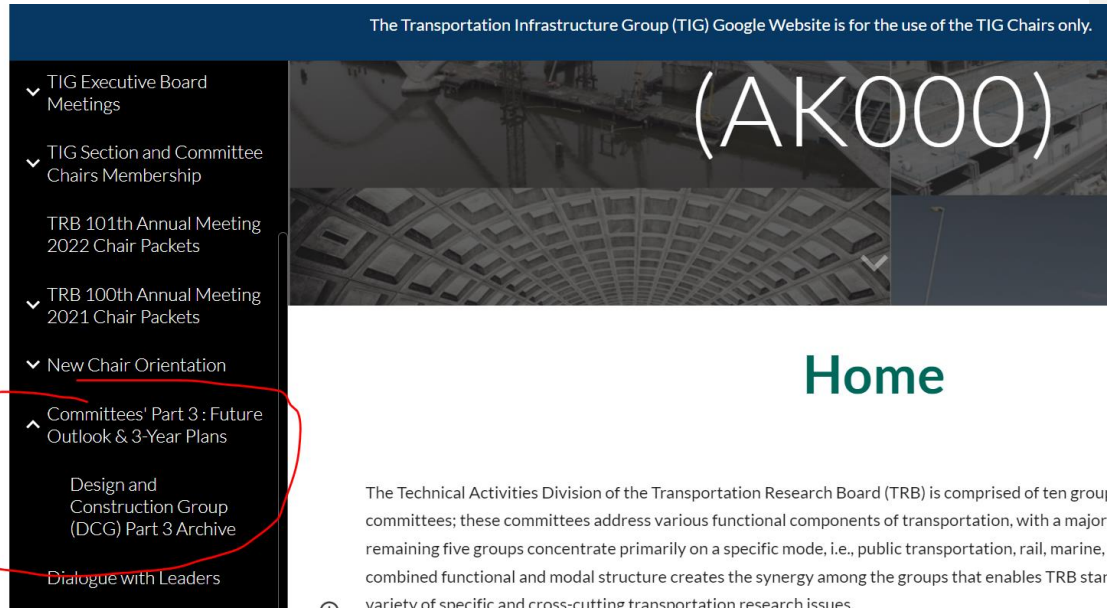 The Transportation Infrastructure Group (TIG) Google Website is for the use of the TIG Chairs only.
(AK000)
TIG Executive Board
Meetings
TIG Section and Committee
Chairs Membership
TRB 101th Annual Meeting
2022 Chair Packets
TRB 100th Annual Meeting
2021 Chair Packets
New Chair Orientation
Committees' Part 3 : Future
Outlook & 3-Year Plans
Design and
Construction Group
(DCG) Part 3 Archive
Dialogue with Leaders
Home
The Technical Activities Division of the Transportation Research Board (TRB) is comprised of ten group
committees; these committees address various functional components of transportation, with a major
remaining five groups concentrate primarily on a specific mode, i.e., public transportation, rail, marine,
combined functional and modal structure creates the synergy among the groups that enables TRB star
variety of specific and cross-cutting transportation research issues.